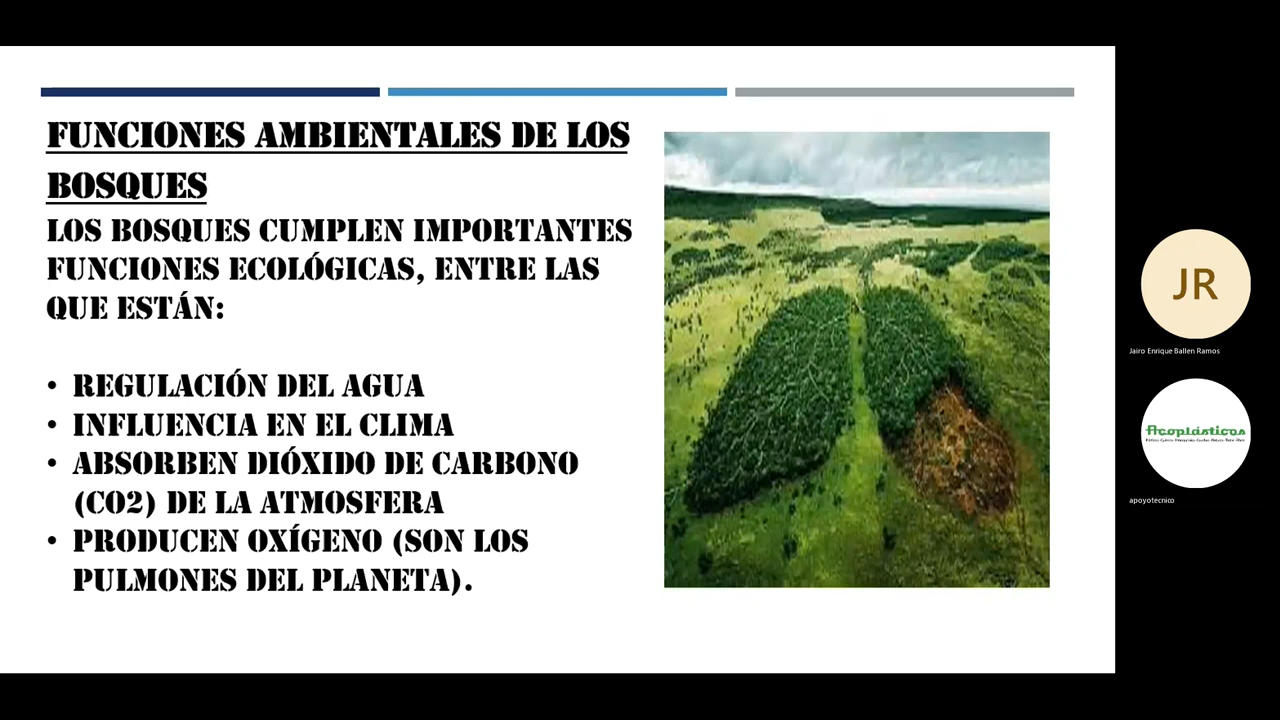 FUNCIONES AMBIENTALES DE LOS
BOSQUES
LOS BOSQUES CUMPLEN IMPORTANTES
FUNCIONES ECOLÓGICAS, ENTRE LAS
QUE ESTÁN:
• REGULACIÓN DEL AGUA
• INFLUENCIA EN EL CLIMA
• ABSORBEN DIÓXIDO DE CARBONO
(CO2) DE LA ATMOSFERA
• PRODUCEN OXÍGENO (SON LOS
PULMONES DEL PLANETA).
JR
Jairo Enrique Ballen Ramos
Acoplásticos
apoyotecnico